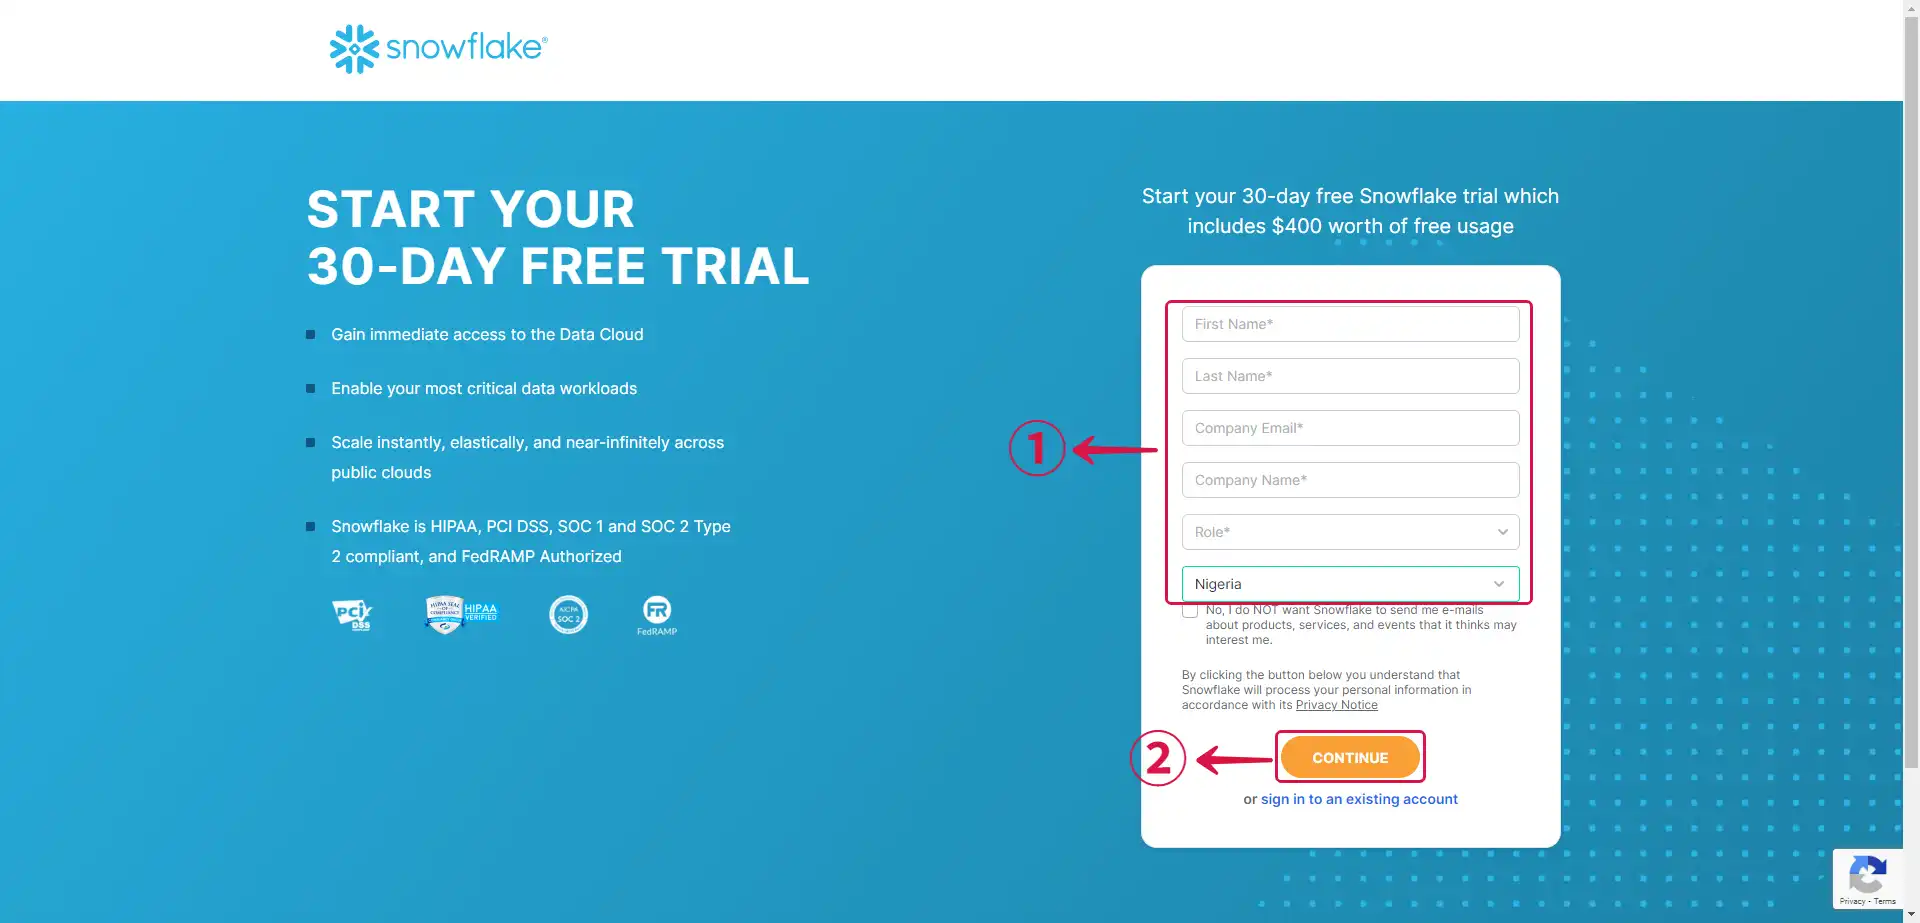 snowflake®
START YOUR
30-DAY FREE TRIAL
Gain immediate access to the Data Cloud
Enable your most critical data workloads
Scale instantly, elastically, and near-infinitely across
public clouds
Snowflake is HIPAA, PCI DSS, SOC 1 and SOC 2 Type
2 compliant, and FedRAMP Authorized
PCI
DSS
HIPAA SEAL
OF
COMPLIANCE
HIPAA
VERIFIED
AICPA
SOC 2
FR
FedRAMP
Start your 30-day free Snowflake trial which
includes $400 worth of free usage
First Name*
Last Name*
Company Email*
1
Company Name*
Role*
Nigeria
No, I do NOT want Snowflake to send me e-mails
about products, services, and events that it thinks may
interest me.
By clicking the button below you understand that
Snowflake will process your personal information in
accordance with its Privacy Notice
2
CONTINUE
or sign in to an existing account
Privacy - Terms